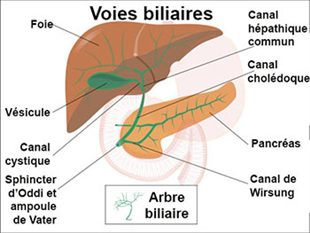 Voies biliaires
Foie
Canal
hépathique
commun
Canal
cholédoque
Vésicule
Canal
cystique
Pancréas
Sphincter
d'Oddi et
ampoule
de Vater
Canal de
Wirsung
Arbre
biliaire